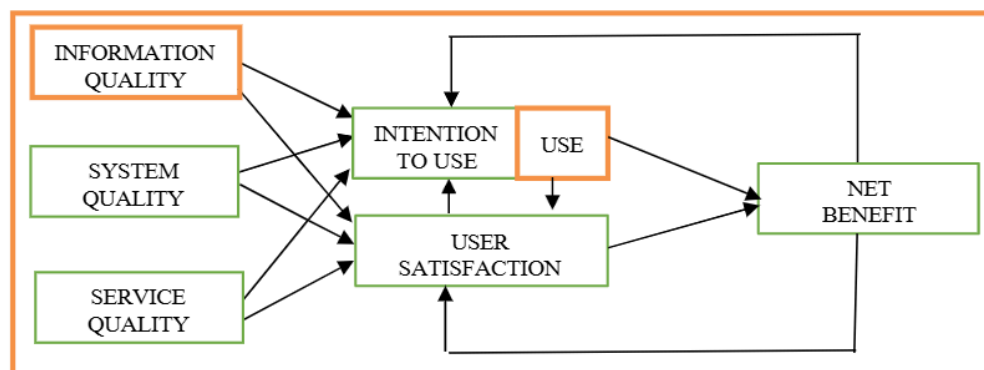 INFORMATION
QUALITY
INTENTION
TO USE
USE
SYSTEM
QUALITY
NET
BENEFIT
USER
SATISFACTION
SERVICE
QUALITY